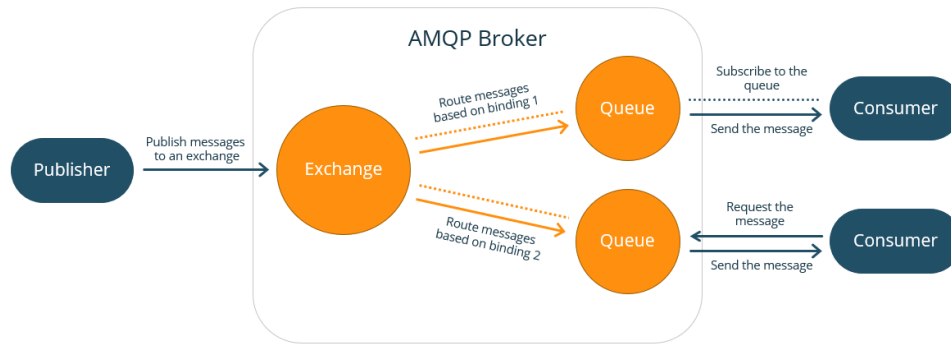 AMQP Broker
Publisher
Publish messages
to an exchange
Exchange
Route messages
based on binding 1
Route messages
based on binding 2
Queue
Queue
Subscribe to the
queue
Send the message
Consumer
Request the
message
Send the message
Consumer